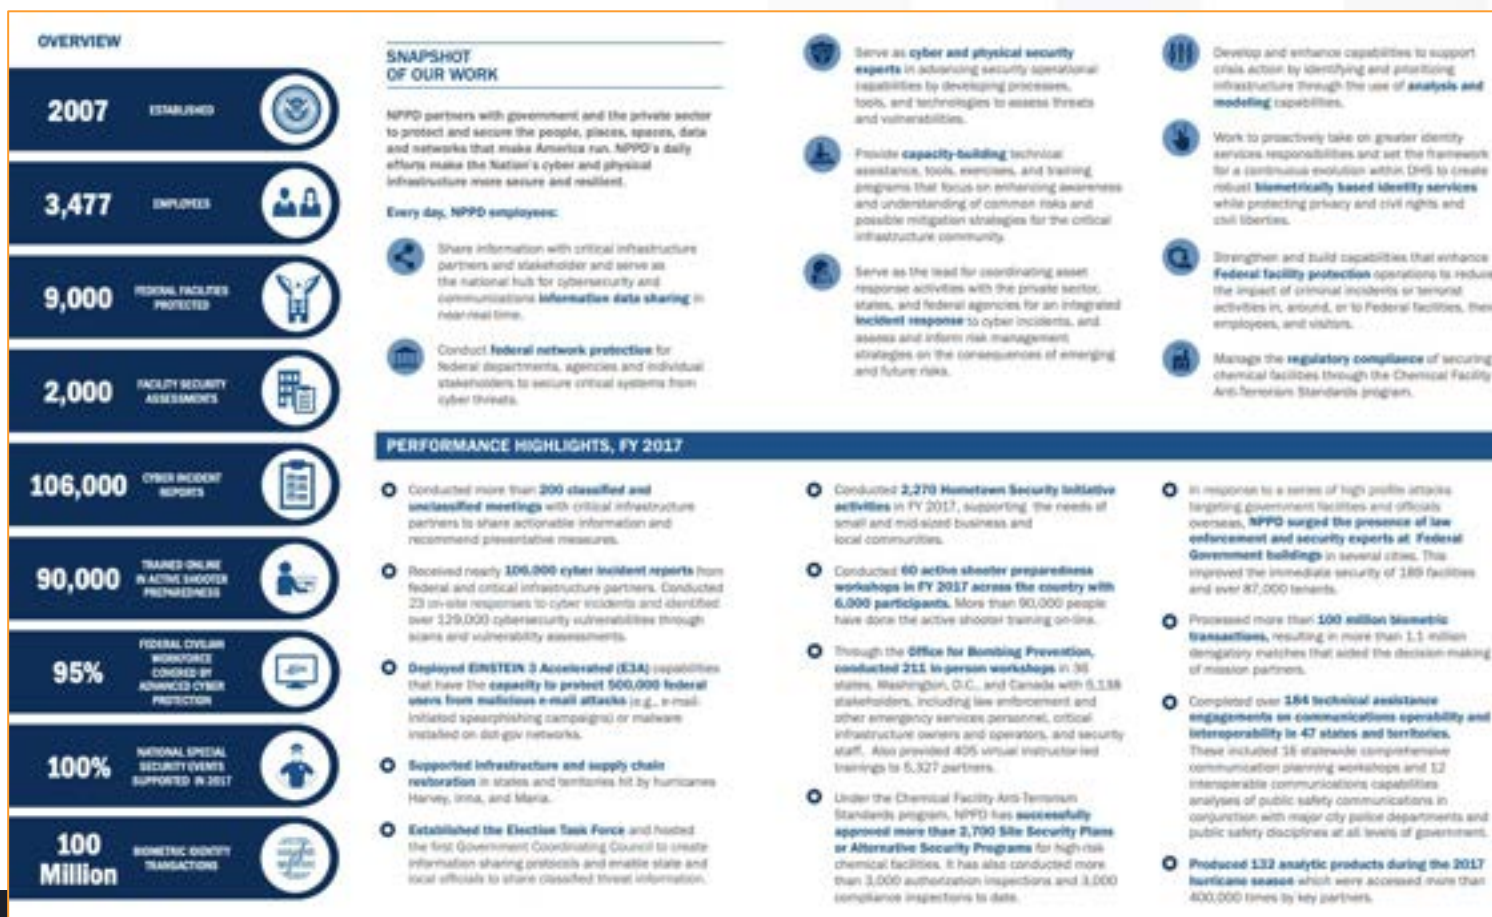 OVERVIEW
2007
ESTABLISHED
3,477
EMPLOYEES
9,000
FEDERAL FACILITIES
PROTECTED
2,000
FACILITY SECURITY
ASSESSMENTS
106,000
CYBER INCIDENT
REPORTS
90,000
TRAINED ONLINE
IN ACTIVE SHOOTER
PREPAREDNESS
95%
FEDERAL CIVILIAN
WORKFORCE
COVERED BY
ADVANCED CYBER
PROTECTION
100%
NATIONAL SPECIAL
SECURITY EVENTS
SUPPORTED IN 2017
100
Million
BIOMETRIC IDENTITY
TRANSACTIONS
SNAPSHOT
OF OUR WORK
NPPD partners with government and the private sector
to protect and secure the people, places, spaces, data
and networks that make America run. NPPD's daily
efforts make the Nation's cyber and physical
infrastructure more secure and resilient.
Every day, NPPD employees:
Share information with critical infrastructure
partners and stakeholder and serve as
the national hub for cybersecurity and
communications information data sharing in
near-real-time.
Conduct federal network protection for
federal departments, agencies and individual
stakeholders to secure critical systems from
cyber threats.
Serve as cyber and physical security
experts in advancing security operational
capabilities by developing processes,
tools, and technologies to assess threats
and vulnerabilities.
Provide capacity-building technical
assistance, tools, exercises, and training
programs that focus on enhancing awareness
and understanding of common risks and
possible mitigation strategies for the critical
infrastructure community.
Serve as the lead for coordinating asset
response activities with the private sector,
states, and federal agencies for an integrated
incident response to cyber incidents, and
assess and inform risk management
strategies on the consequences of emerging
and future risks.
Develop and enhance capabilities to support
crisis action by identifying and prioritizing
infrastructure through the use of analysis and
modeling capabilities.
Work to proactively take on greater identity
services responsibilities and set the framework
for a continuous evolution within DHS to create
robust biometrically based identity services
while protecting privacy and civil rights and
civil liberties.
Strengthen and build capabilities that enhance
Federal facility protection operations to reduce
the impact of criminal incidents or terrorist
activities in, around, or to Federal facilities, their
employees, and visitors.
Manage the regulatory compliance of securing
chemical facilities through the Chemical Facility
Anti-Terrorism Standards program.
PERFORMANCE HIGHLIGHTS, FY 2017
Conducted more than 200 classified and
unclassified meetings with critical infrastructure
partners to share actionable information and
recommend preventative measures.
Received nearly 106,000 cyber incident reports from
federal and critical infrastructure partners. Conducted
23 on-site responses to cyber incidents and identified
over 129,000 cybersecurity vulnerabilities through
scans and vulnerability assessments.
Deployed EINSTEIN 3 Accelerated (E3A) capabilities
that have the capacity to protect 500,000 federal
users from malicious e-mail attacks (e.g., e-mail-
initiated spearphishing campaigns) or malware
installed on dot-gov networks.
Supported infrastructure and supply chain
restoration in states and territories hit by hurricanes
Harvey, Irma, and Maria.
Established the Election Task Force and hosted
the first Government Coordinating Council to create
information sharing protocols and enable state and
local officials to share classified threat information.
Conducted 2,270 Hometown Security Initiative
activities in FY 2017, supporting the needs of
small and mid-sized business and
local communities.
Conducted 60 active shooter preparedness
workshops in FY 2017 across the country with
6,000 participants. More than 90,000 people
have done the active shooter training on-line.
Through the Office for Bombing Prevention,
conducted 211 in-person workshops in 36
states, Washington, D.C., and Canada with 5,138
stakeholders, including law enforcement and
other emergency services personnel, critical
infrastructure owners and operators, and security
staff. Also provided 405 virtual instructor-led
trainings to 5,327 partners.
Under the Chemical Facility Anti-Terrorism
Standards program, NPPD has successfully
approved more than 2,700 Site Security Plans
or Alternative Security Programs for high-risk
chemical facilities. It has also conducted more
than 3,000 authorization inspections and 3,000
compliance inspections to date.
In response to a series of high profile attacks
targeting government facilities and officials
overseas, NPPD surged the presence of law
enforcement and security experts at Federal
Government buildings in several cities. This
improved the immediate security of 189 facilities
and over 87,000 tenants.
Processed more than 100 million biometric
transactions, resulting in more than 1.1 million
derogatory matches that aided the decision making
of mission partners.
Completed over 184 technical assistance
engagements on communications operability and
interoperability in 47 states and territories.
These included 16 statewide comprehensive
communication planning workshops and 12
interoperable communications capabilities
analyses of public safety communications in
conjunction with major city police departments and
public safety disciplines at all levels of government.
Produced 132 analytic products during the 2017
hurricane season which were accessed more than
400,000 times by key partners.